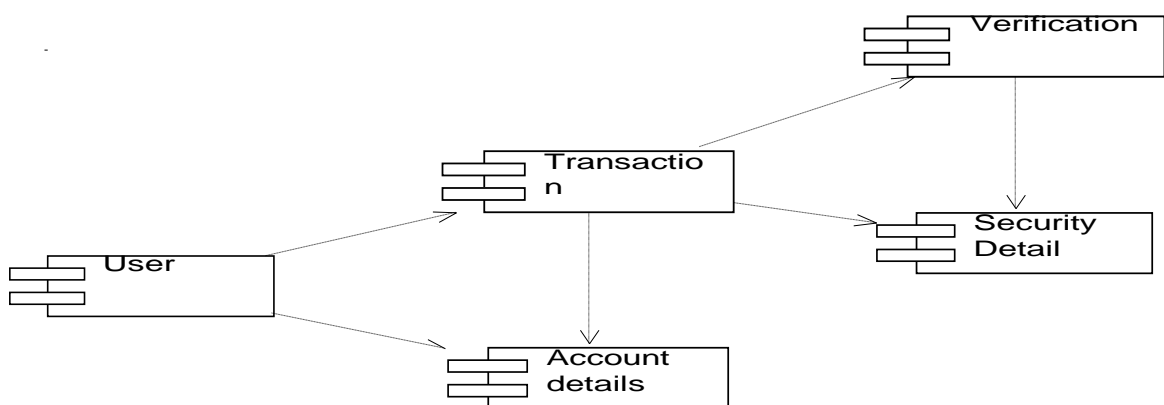 Verification
Transactio
n
Security
Detail
User
Account
details